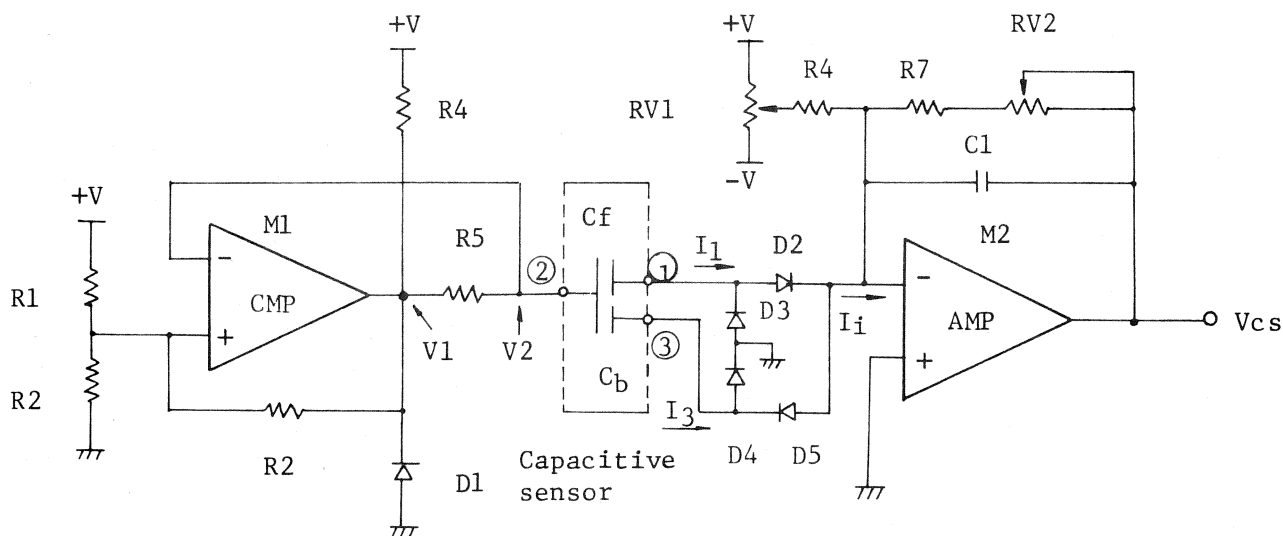 +V
R4
+V
R1
R2
M1
CMP
-
+
R2
D1
R5
V1
V2
②
Cf
Cb
①
③
Capacitive
sensor
I1
I3
D2
D3
D4
D5
Ii
+V
RV1
-V
R4
R7
RV2
C1
M2
AMP
-
+
Vcs